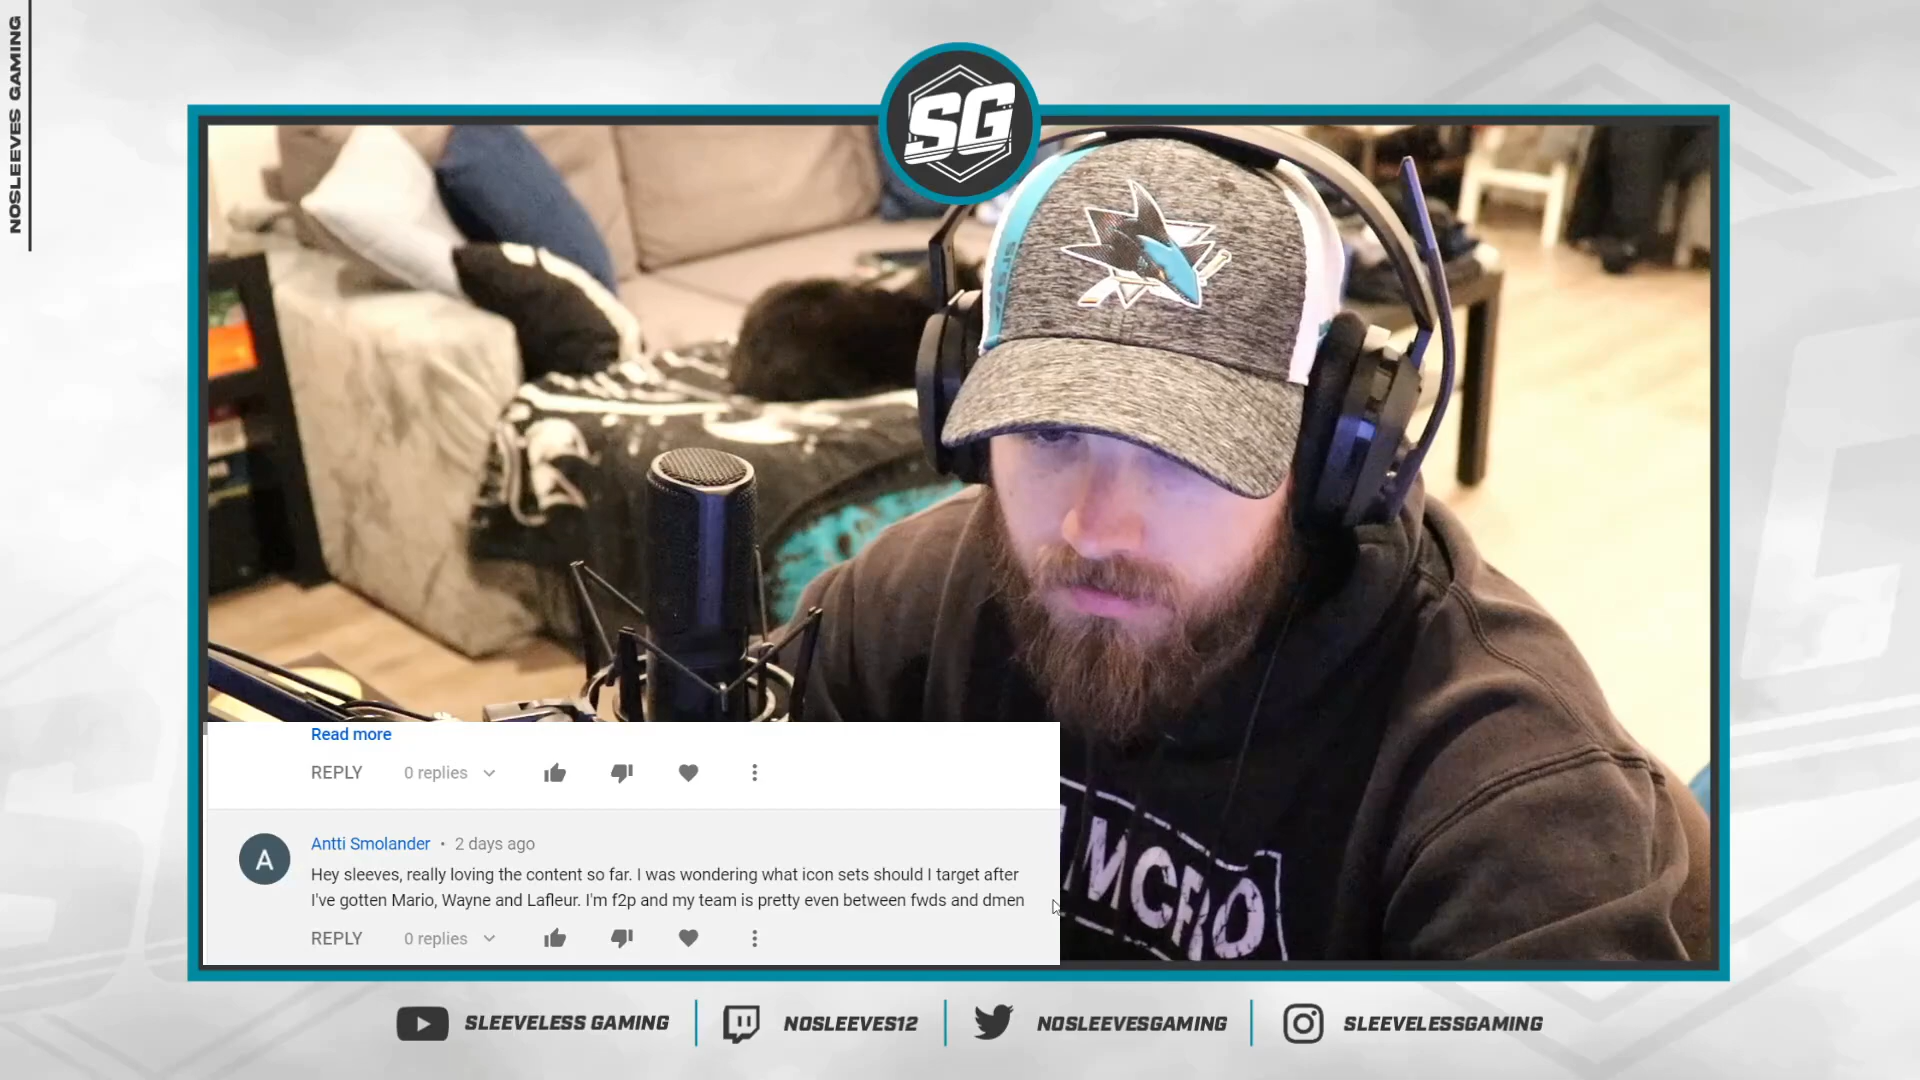 NOSLEEVES GAMING
SG
Read more
REPLY 0 replies
A
Antti Smolander • 2 days ago
Hey sleeves, really loving the content so far. I was wondering what icon sets should I target after
I've gotten Mario, Wayne and Lafleur. I'm f2p and my team is pretty even between fwds and dmen
REPLY 0 replies
SLEEVELESS GAMING
NOSLEEVES12
NOSLEEVESGAMING
SLEEVELESSGAMING